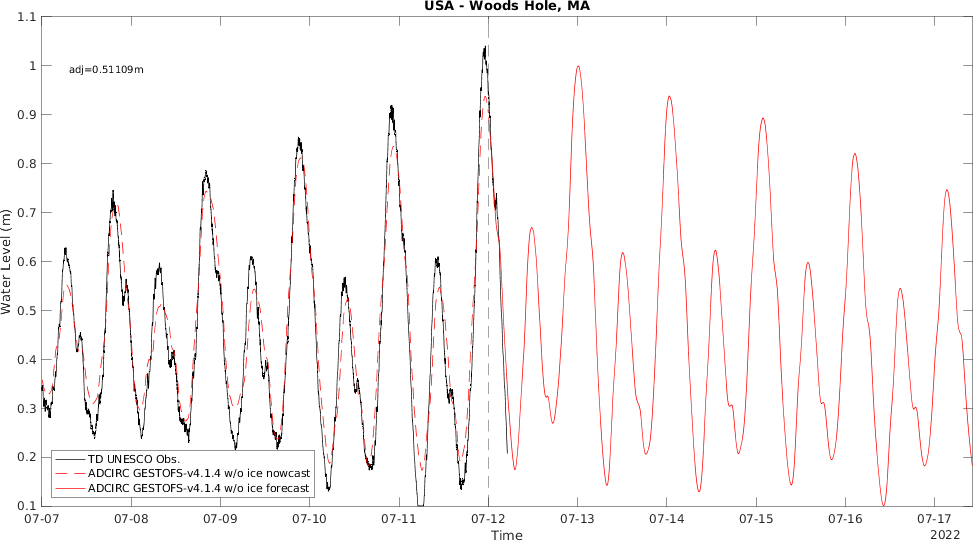 USA - Woods Hole, MA
1.1
1
0.9
0.8
0.7
0.6
0.5
0.4
0.3
0.2
0.1
Water Level (m)
adj=0.51109m
TD UNESCO Obs.
ADCIRC GESTOFS-v4.1.4 w/o ice nowcast
ADCIRC GESTOFS-v4.1.4 w/o ice forecast
07-07 07-08 07-09 07-10 07-11 07-12 07-13 07-14 07-15 07-16 07-17
Time
2022